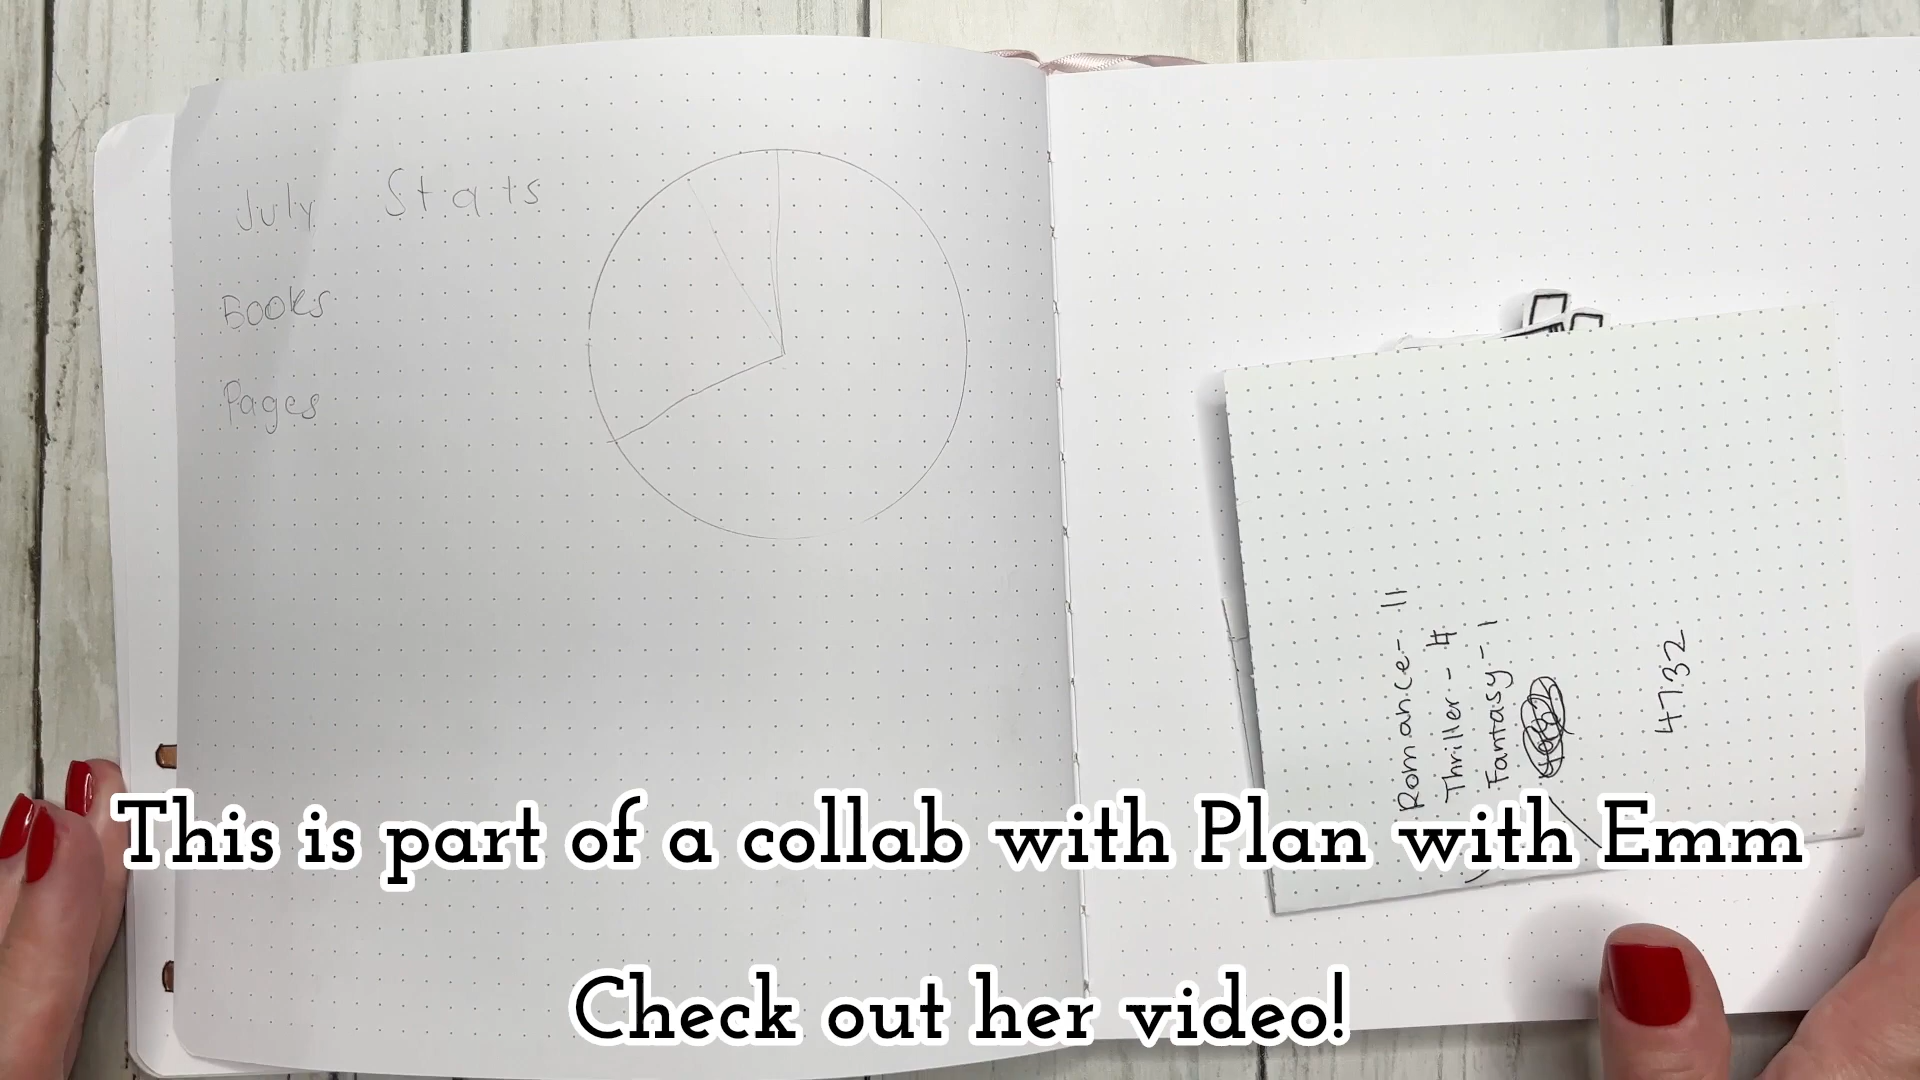 July Stats
Books
Pages
Romance - 11
Thriller - 4
Fantasy - 1
4732
This is part of a collab with Plan with Emm
Check out her video!